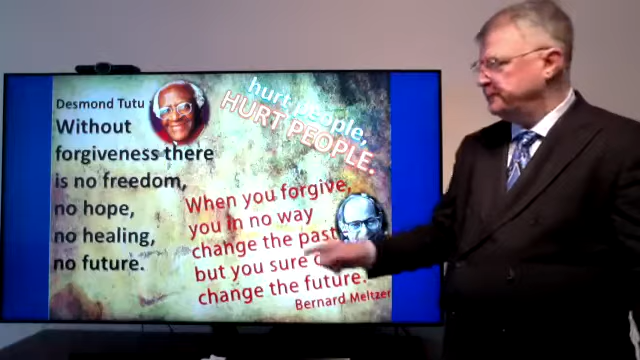 Desmond Tutu
Without
forgiveness there
is no freedom,
no hope,
no healing,
no future.
hurt people,
HURT PEOPLE.
When you forgive,
you in no way
change the past
but you sure
change the future.
Bernard Meltzer